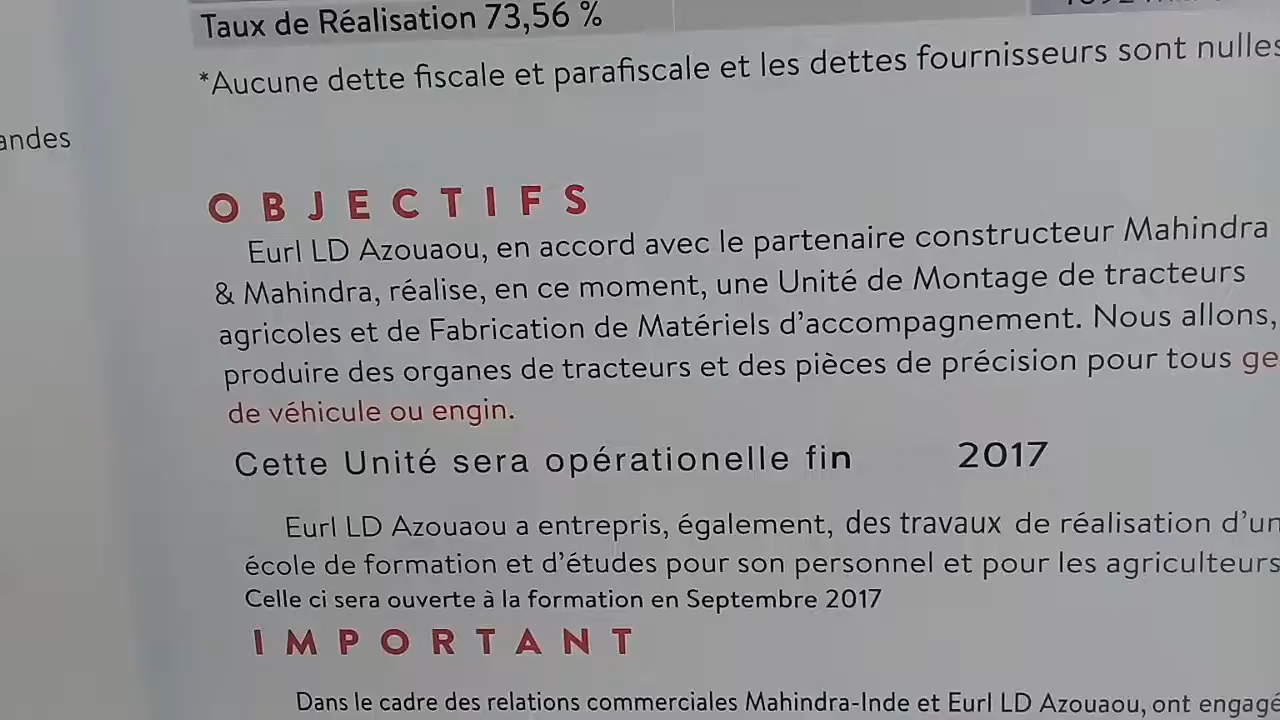 Taux de Réalisation 73,56 %
*Aucune dette fiscale et parafiscale et les dettes fournisseurs sont nulles
andes
OBJECTIFS
Eurl LD Azouaou, en accord avec le partenaire constructeur Mahindra
& Mahindra, réalise, en ce moment, une Unité de Montage de tracteurs
agricoles et de Fabrication de Matériels d'accompagnement. Nous allons,
produire des organes de tracteurs et des pièces de précision pour tous ge
de véhicule ou engin.
Cette Unité sera opérationelle fin 2017
Eurl LD Azouaou a entrepris, également, des travaux de réalisation d'un
école de formation et d'études pour son personnel et pour les agriculteurs
Celle ci sera ouverte à la formation en Septembre 2017
IMPORTANT
Dans le cadre des relations commerciales Mahindra-Inde et Eurl LD Azouaou, ont engagé